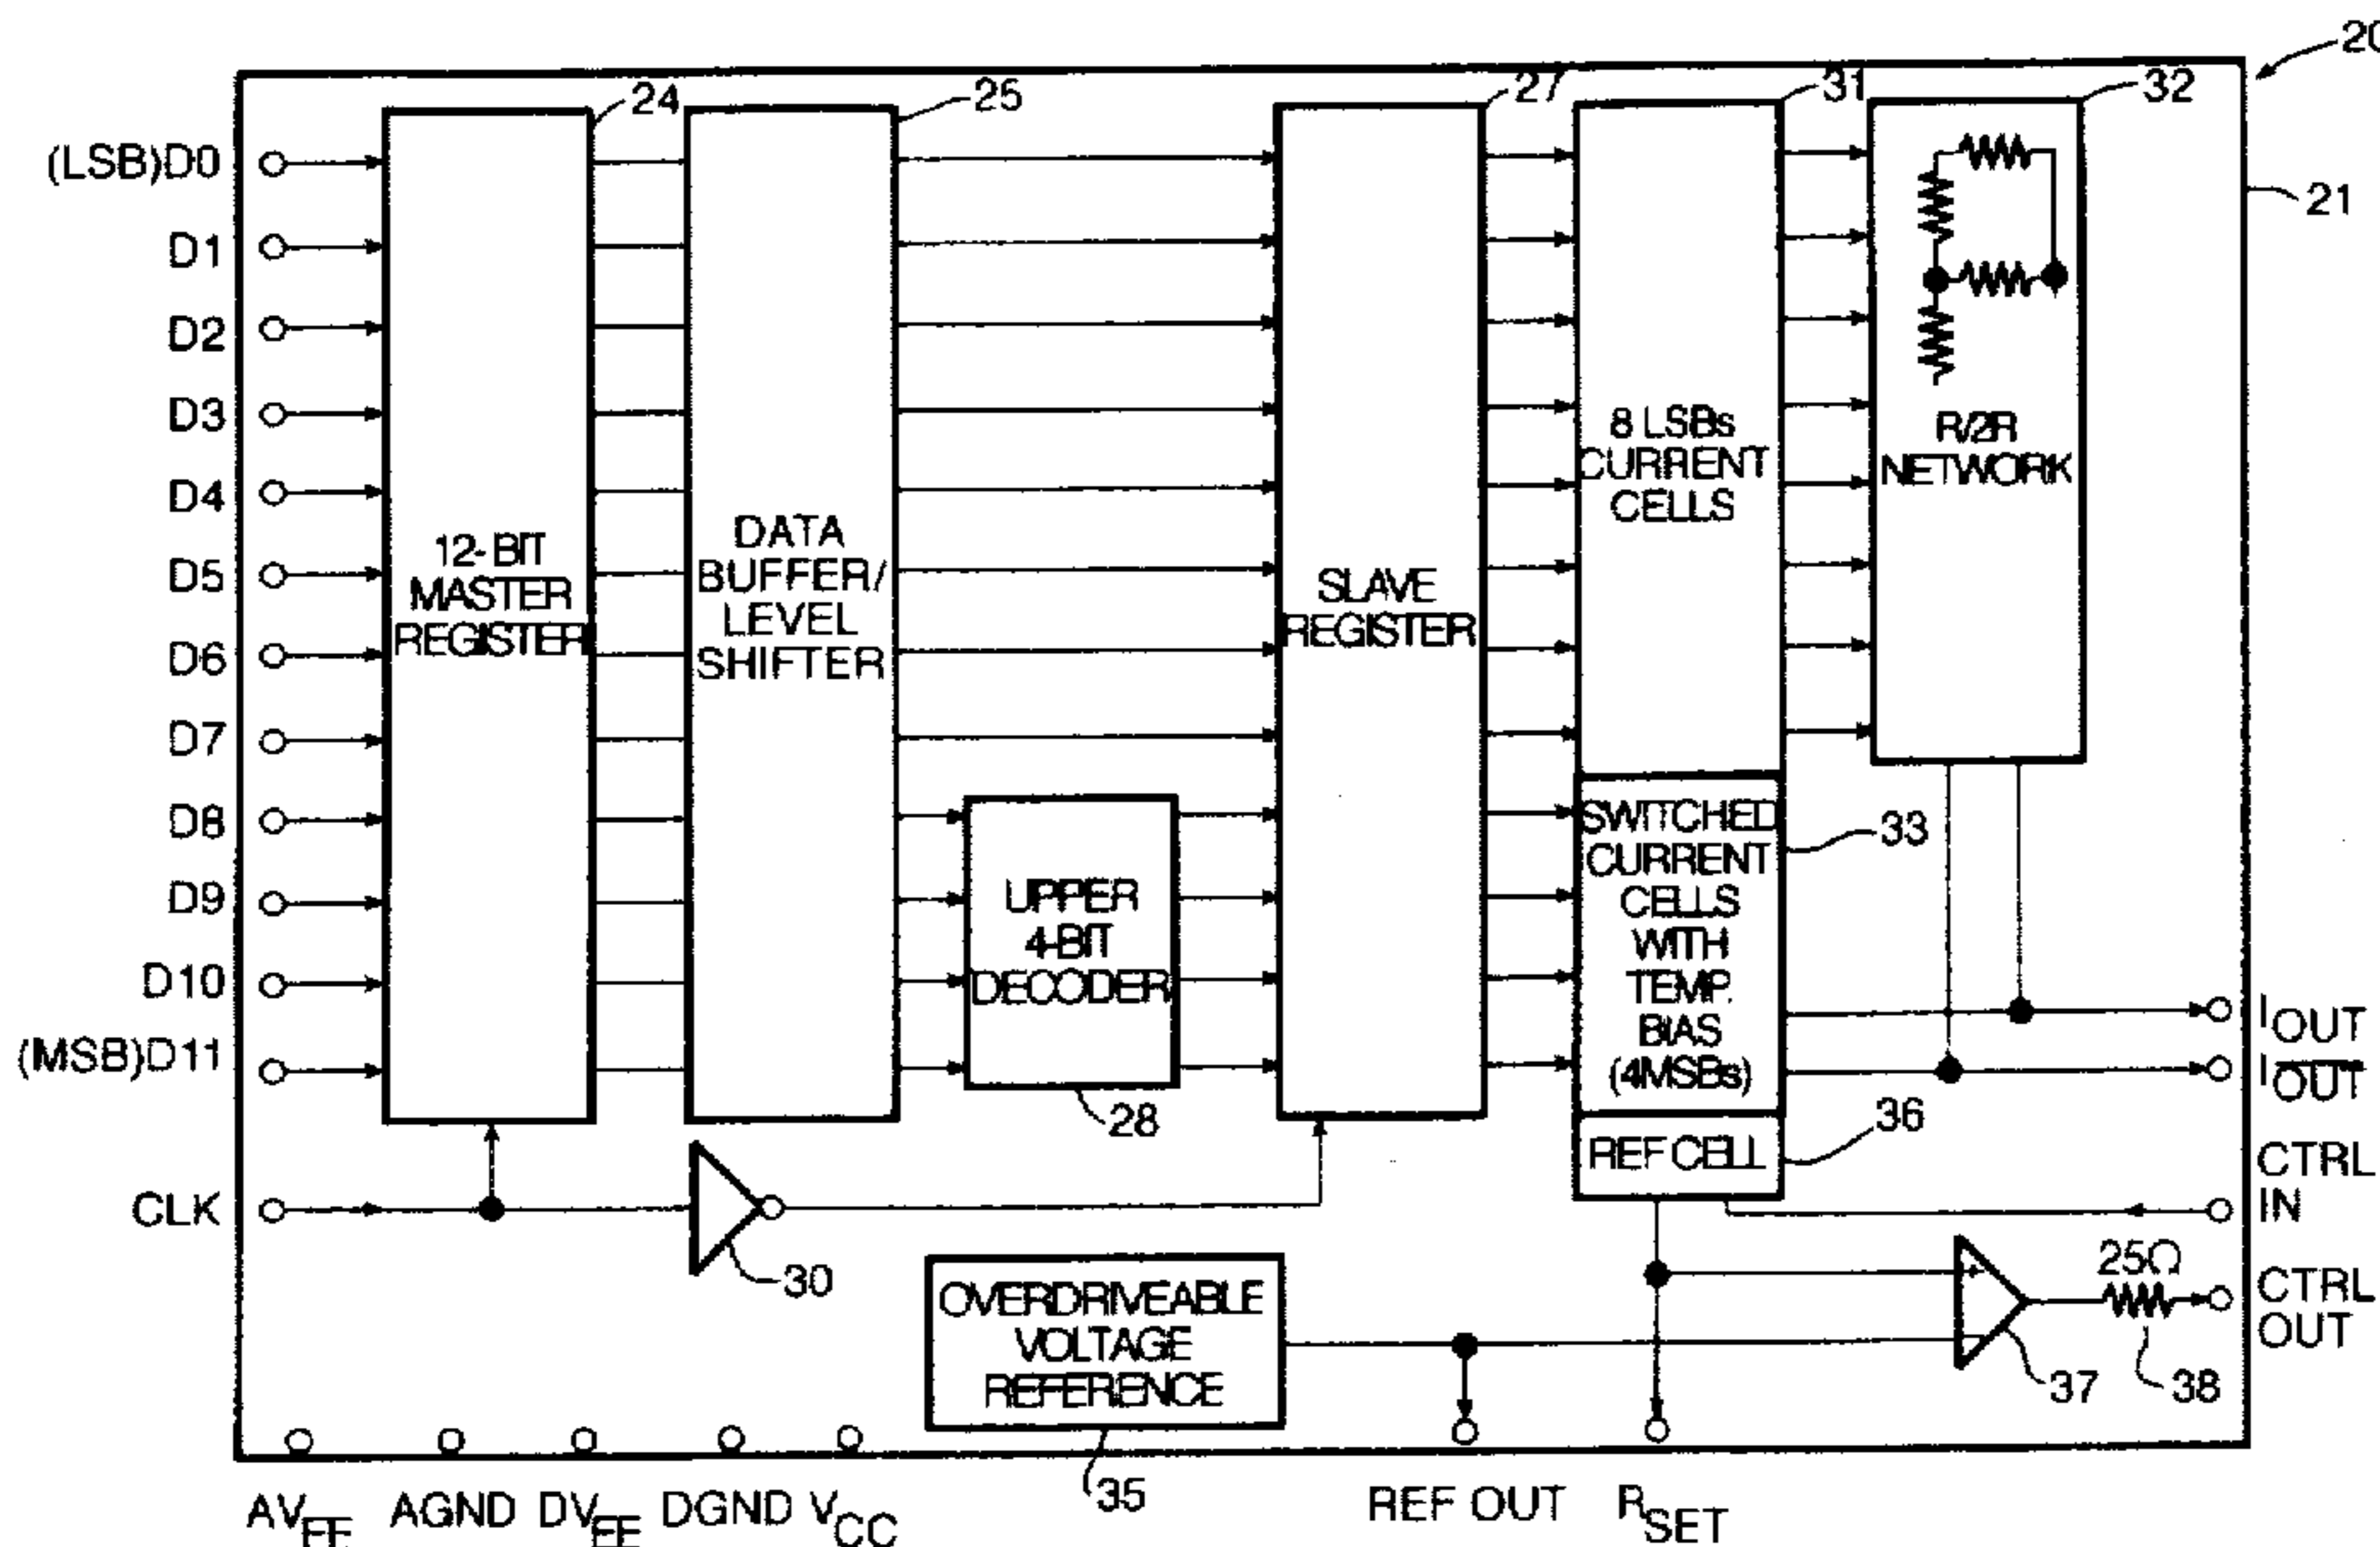 20
24
25
27
31
32
21
(LSB)D0
D1
D2
D3
D4
D5
D6
D7
D8
D9
D10
(MSB)D11
CLK
12-BIT
MASTER
REGISTER
DATA
BUFFER/
LEVEL
SHIFTER
UPPER
4-BIT
DECODER
28
SLAVE
REGISTER
8 LSBs
CURRENT
CELLS
R/2R
NETWORK
SWITCHED
CURRENT
CELLS
WITH
TEMP.
BIAS
(4MSBs)
33
REF CELL
36
I OUT
I OUT
CTRL
IN
30
OVERDRIVEABLE
VOLTAGE
REFERENCE
35
+
−
37
25Ω
38
CTRL
OUT
AVEE AGND DVEE DGND VCC REF OUT RSET